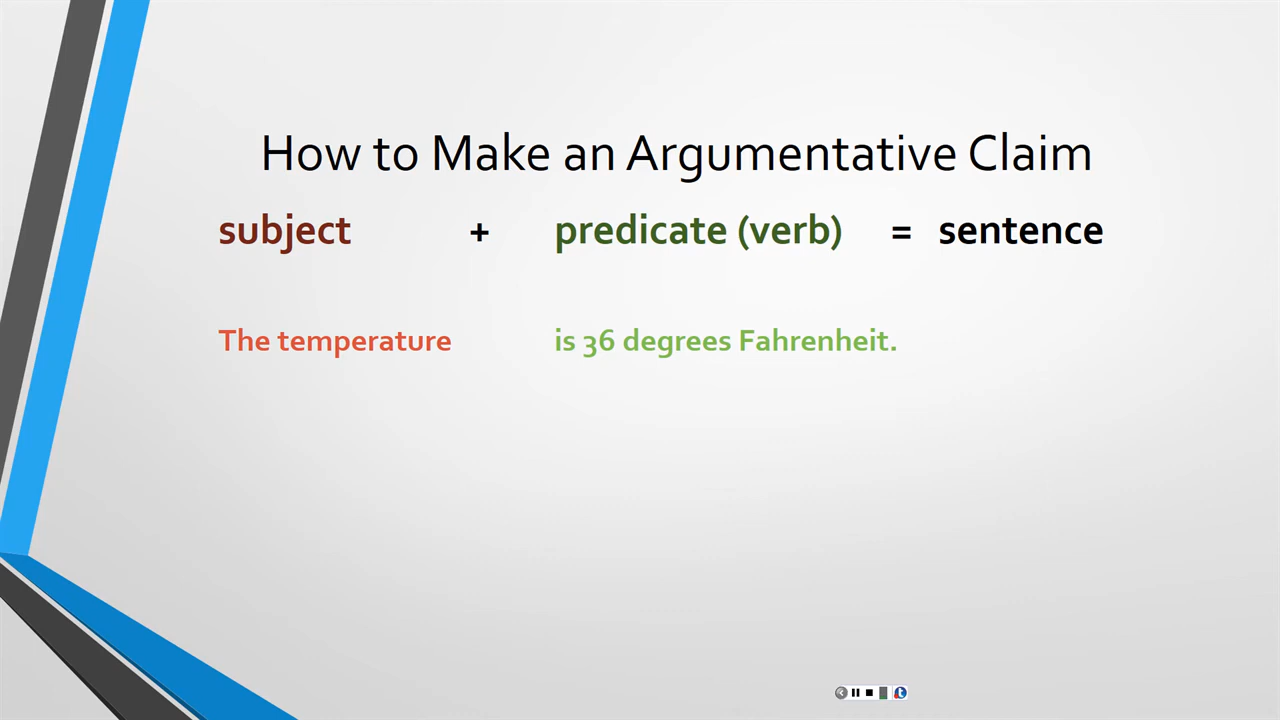 How to Make an Argumentative Claim
subject + predicate (verb) = sentence
The temperature is 36 degrees Fahrenheit.